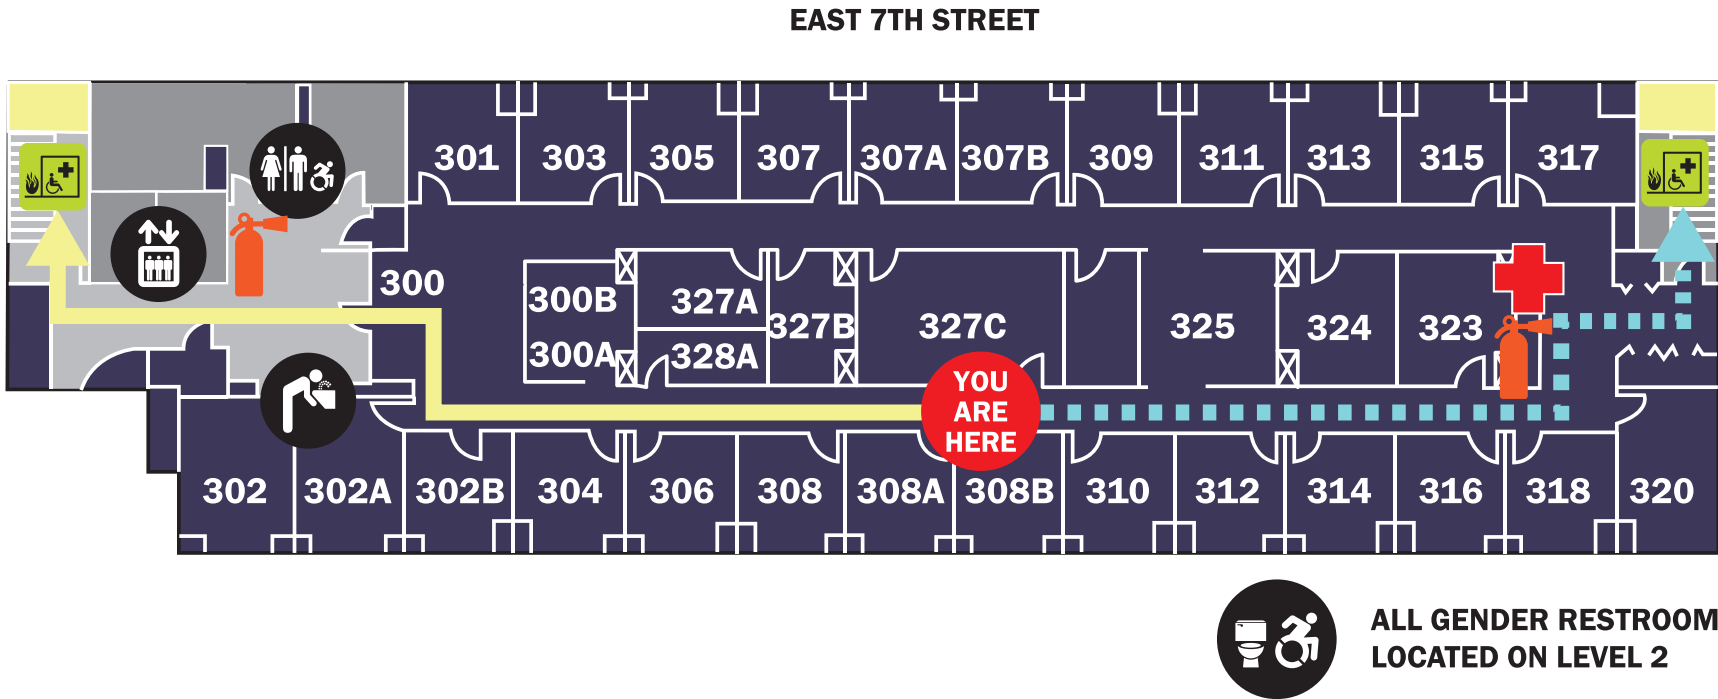 EAST 7TH STREET
301 303 305 307 307A 307B 309 311 313 315 317
300
300B
327A
327B
327C
325
324
323
300A
328A
YOU
ARE
HERE
302 302A 302B 304 306 308 308A 308B 310 312 314 316 318 320
ALL GENDER RESTROOM
LOCATED ON LEVEL 2